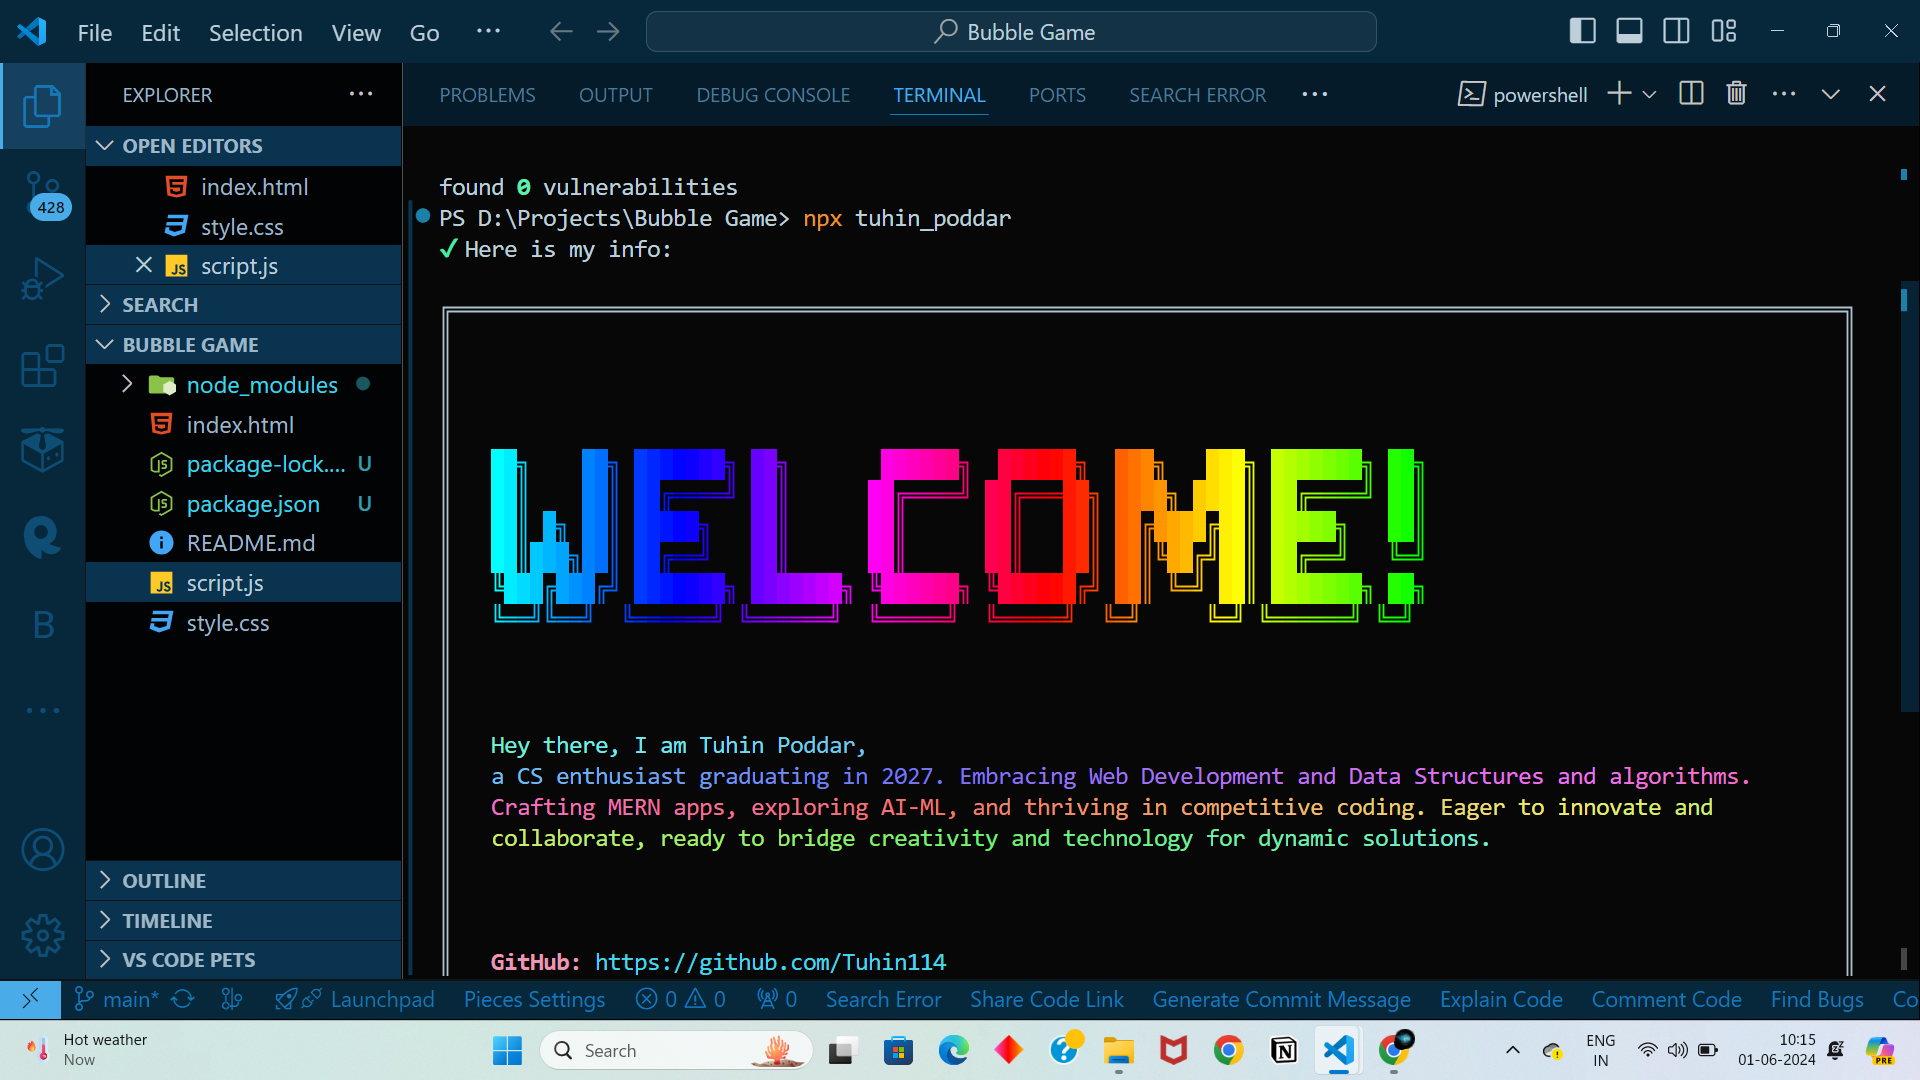 File Edit Selection View Go ··· Bubble Game
EXPLORER ···
OPEN EDITORS
index.html
style.css
script.js
SEARCH
BUBBLE GAME
node_modules
index.html
package-lock.... U
package.json U
README.md
script.js
style.css
OUTLINE
TIMELINE
VS CODE PETS
428
B
PROBLEMS OUTPUT DEBUG CONSOLE TERMINAL PORTS SEARCH ERROR ··· powershell
found 0 vulnerabilities
PS D:\Projects\Bubble Game> npx tuhin_poddar
✓ Here is my info:
WELCOME!
Hey there, I am Tuhin Poddar,
a CS enthusiast graduating in 2027. Embracing Web Development and Data Structures and algorithms.
Crafting MERN apps, exploring AI-ML, and thriving in competitive coding. Eager to innovate and
collaborate, ready to bridge creativity and technology for dynamic solutions.
GitHub: https://github.com/Tuhin114
main* Launchpad Pieces Settings 0 0 0 Search Error Share Code Link Generate Commit Message Explain Code Comment Code Find Bugs Co
Hot weather
Now
Search
ENG
IN
10:15
01-06-2024
PRE